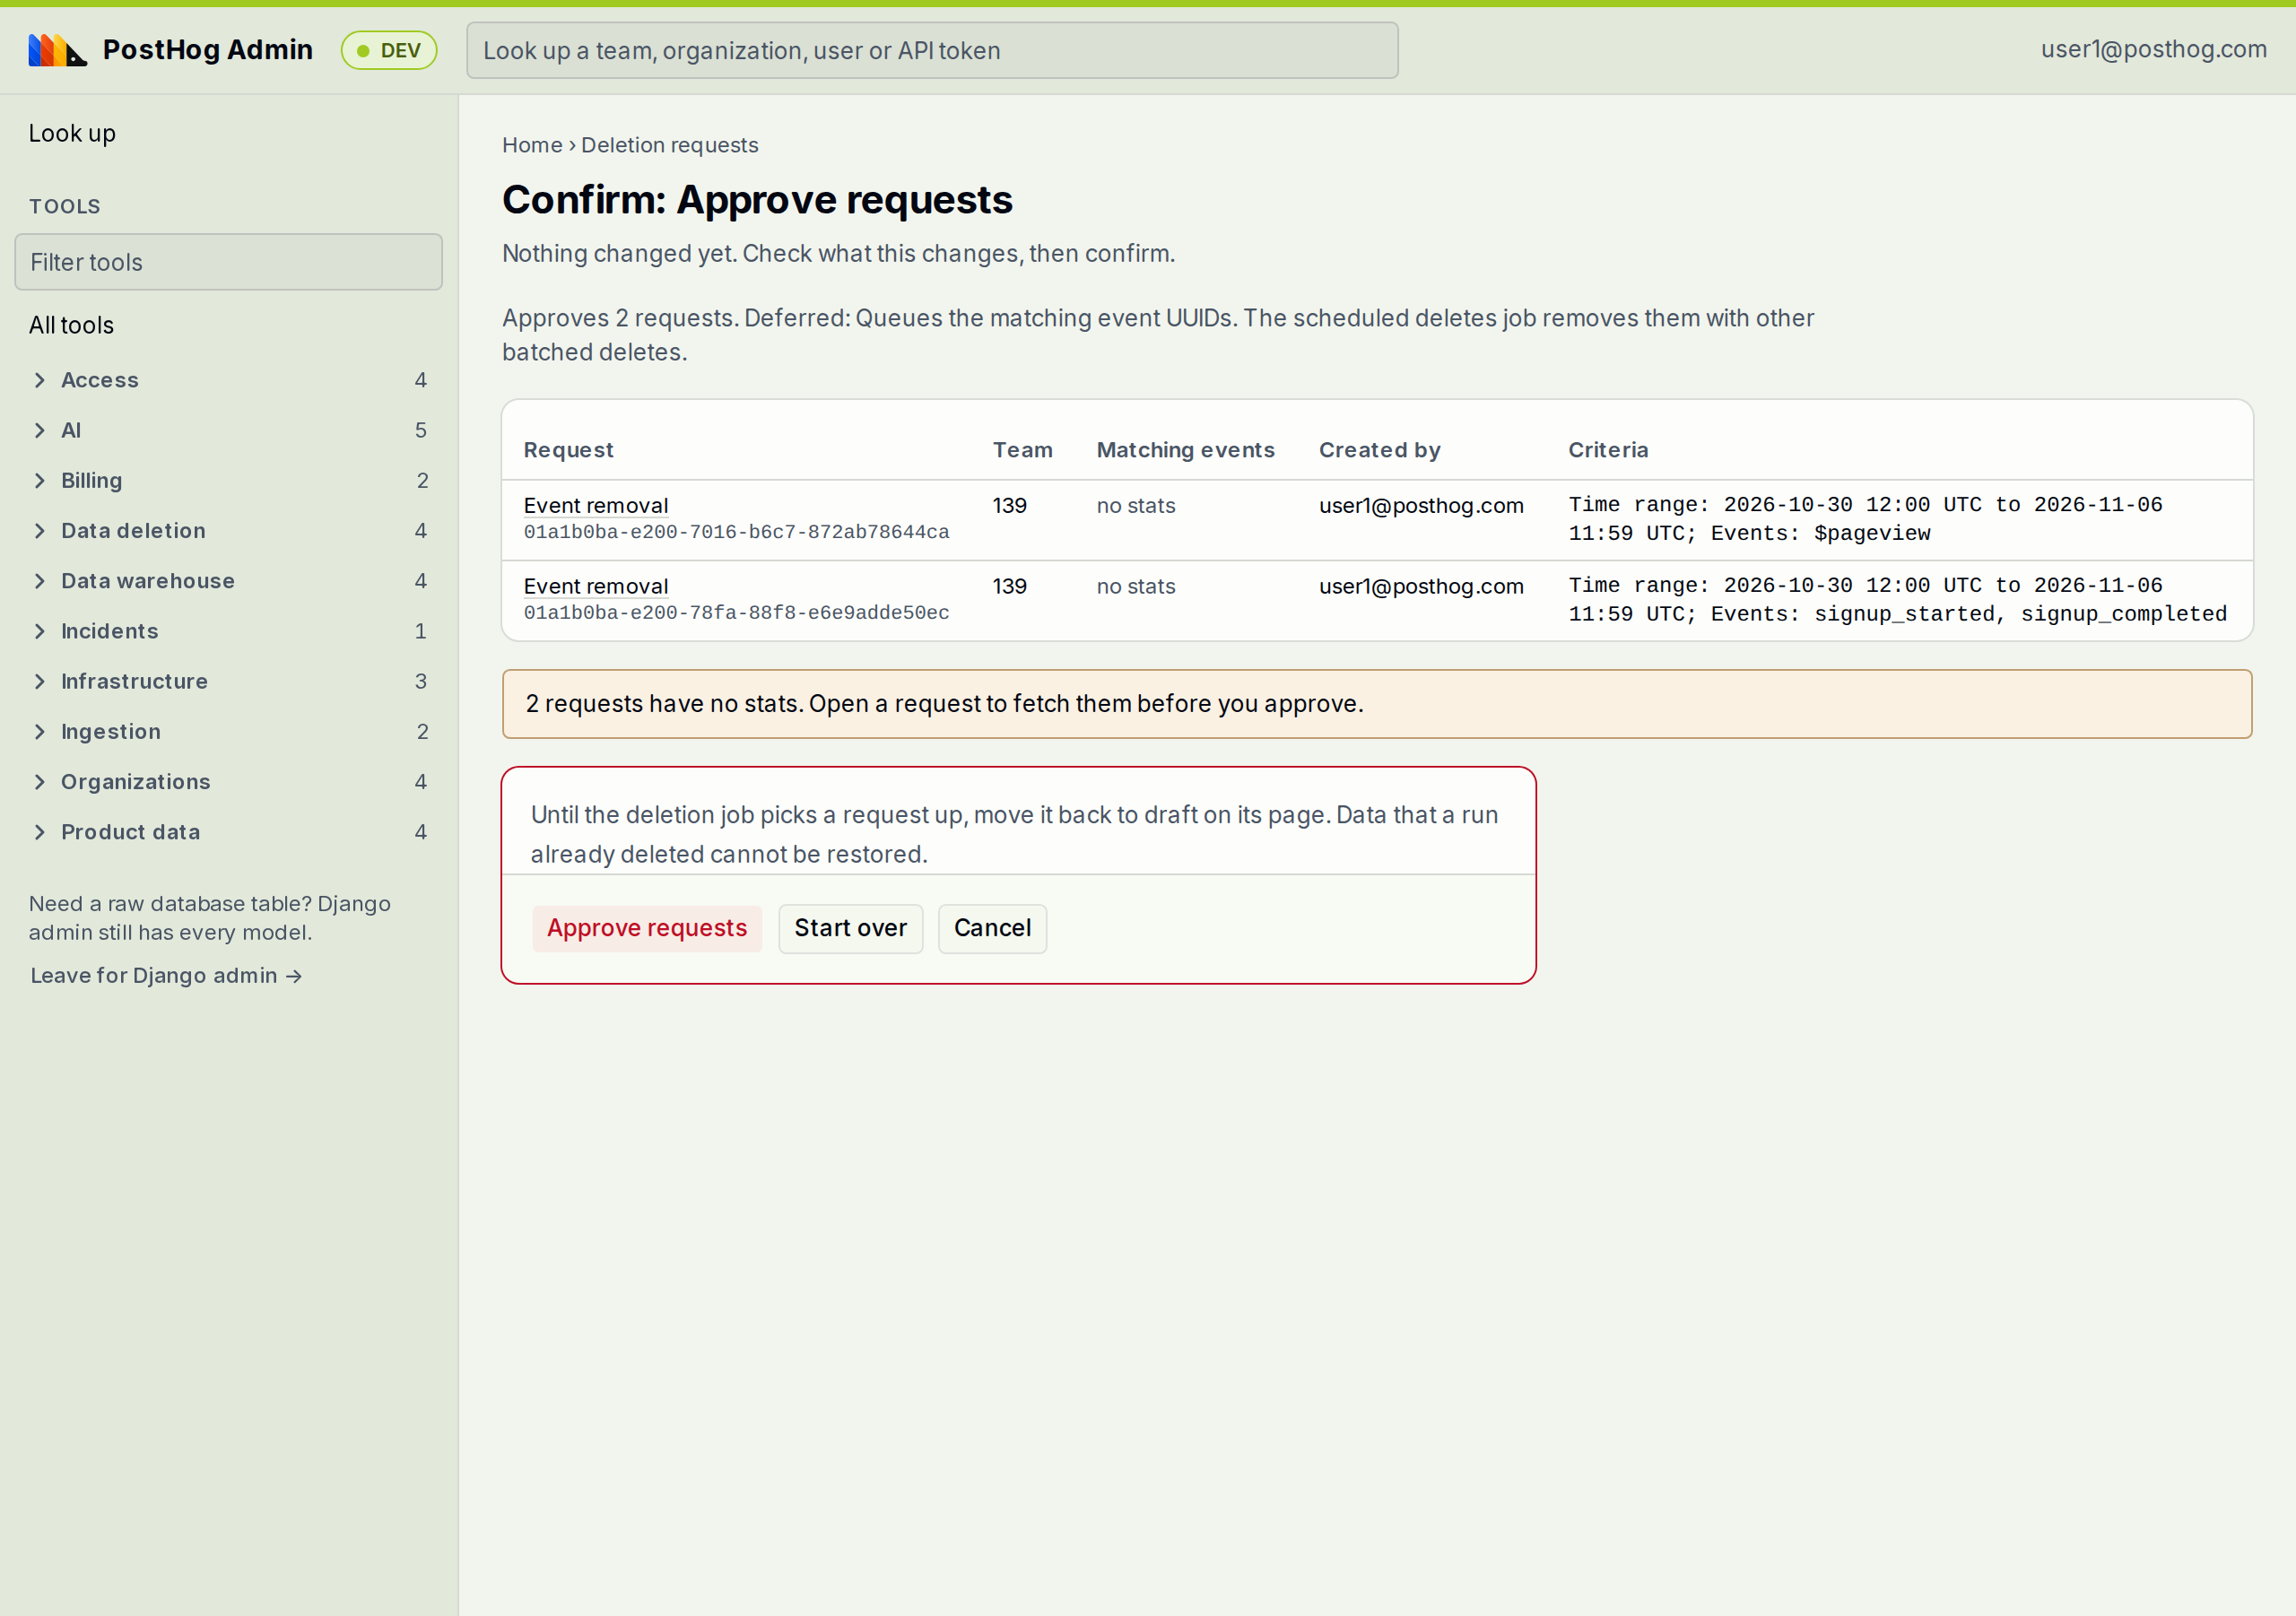 PostHog Admin
DEV
Look up a team, organization, user or API token
user1@posthog.com
Look up
TOOLS
Filter tools
All tools
Access 4
AI 5
Billing 2
Data deletion 4
Data warehouse 4
Incidents 1
Infrastructure 3
Ingestion 2
Organizations 4
Product data 4
Need a raw database table? Django
admin still has every model.
Leave for Django admin →
Home › Deletion requests
Confirm: Approve requests
Nothing changed yet. Check what this changes, then confirm.
Approves 2 requests. Deferred: Queues the matching event UUIDs. The scheduled deletes job removes them with other
batched deletes.
Request Team Matching events Created by Criteria
Event removal 139 no stats user1@posthog.com Time range: 2026-10-30 12:00 UTC to 2026-11-06
01a1b0ba-e200-7016-b6c7-872ab78644ca 11:59 UTC; Events: $pageview
Event removal 139 no stats user1@posthog.com Time range: 2026-10-30 12:00 UTC to 2026-11-06
01a1b0ba-e200-78fa-88f8-e6e9adde50ec 11:59 UTC; Events: signup_started, signup_completed
2 requests have no stats. Open a request to fetch them before you approve.
Until the deletion job picks a request up, move it back to draft on its page. Data that a run
already deleted cannot be restored.
Approve requests Start over Cancel